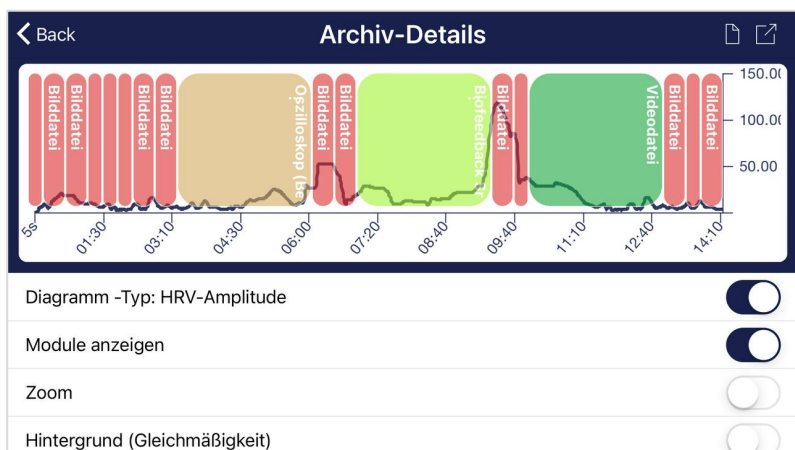 Back
Archiv-Details
Bilddatei
Bilddatei
Bilddatei
Bilddatei
Oszilloskop (Be
Bilddatei
Bilddatei
Biofeedback
Bilddatei
Videodatei
Bilddatei
Bilddatei
150.00
100.00
50.00
5s
01:30
03:10
04:30
06:00
07:20
08:40
09:40
11:10
12:40
14:10
Diagramm -Typ: HRV-Amplitude
Module anzeigen
Zoom
Hintergrund (Gleichmäßigkeit)